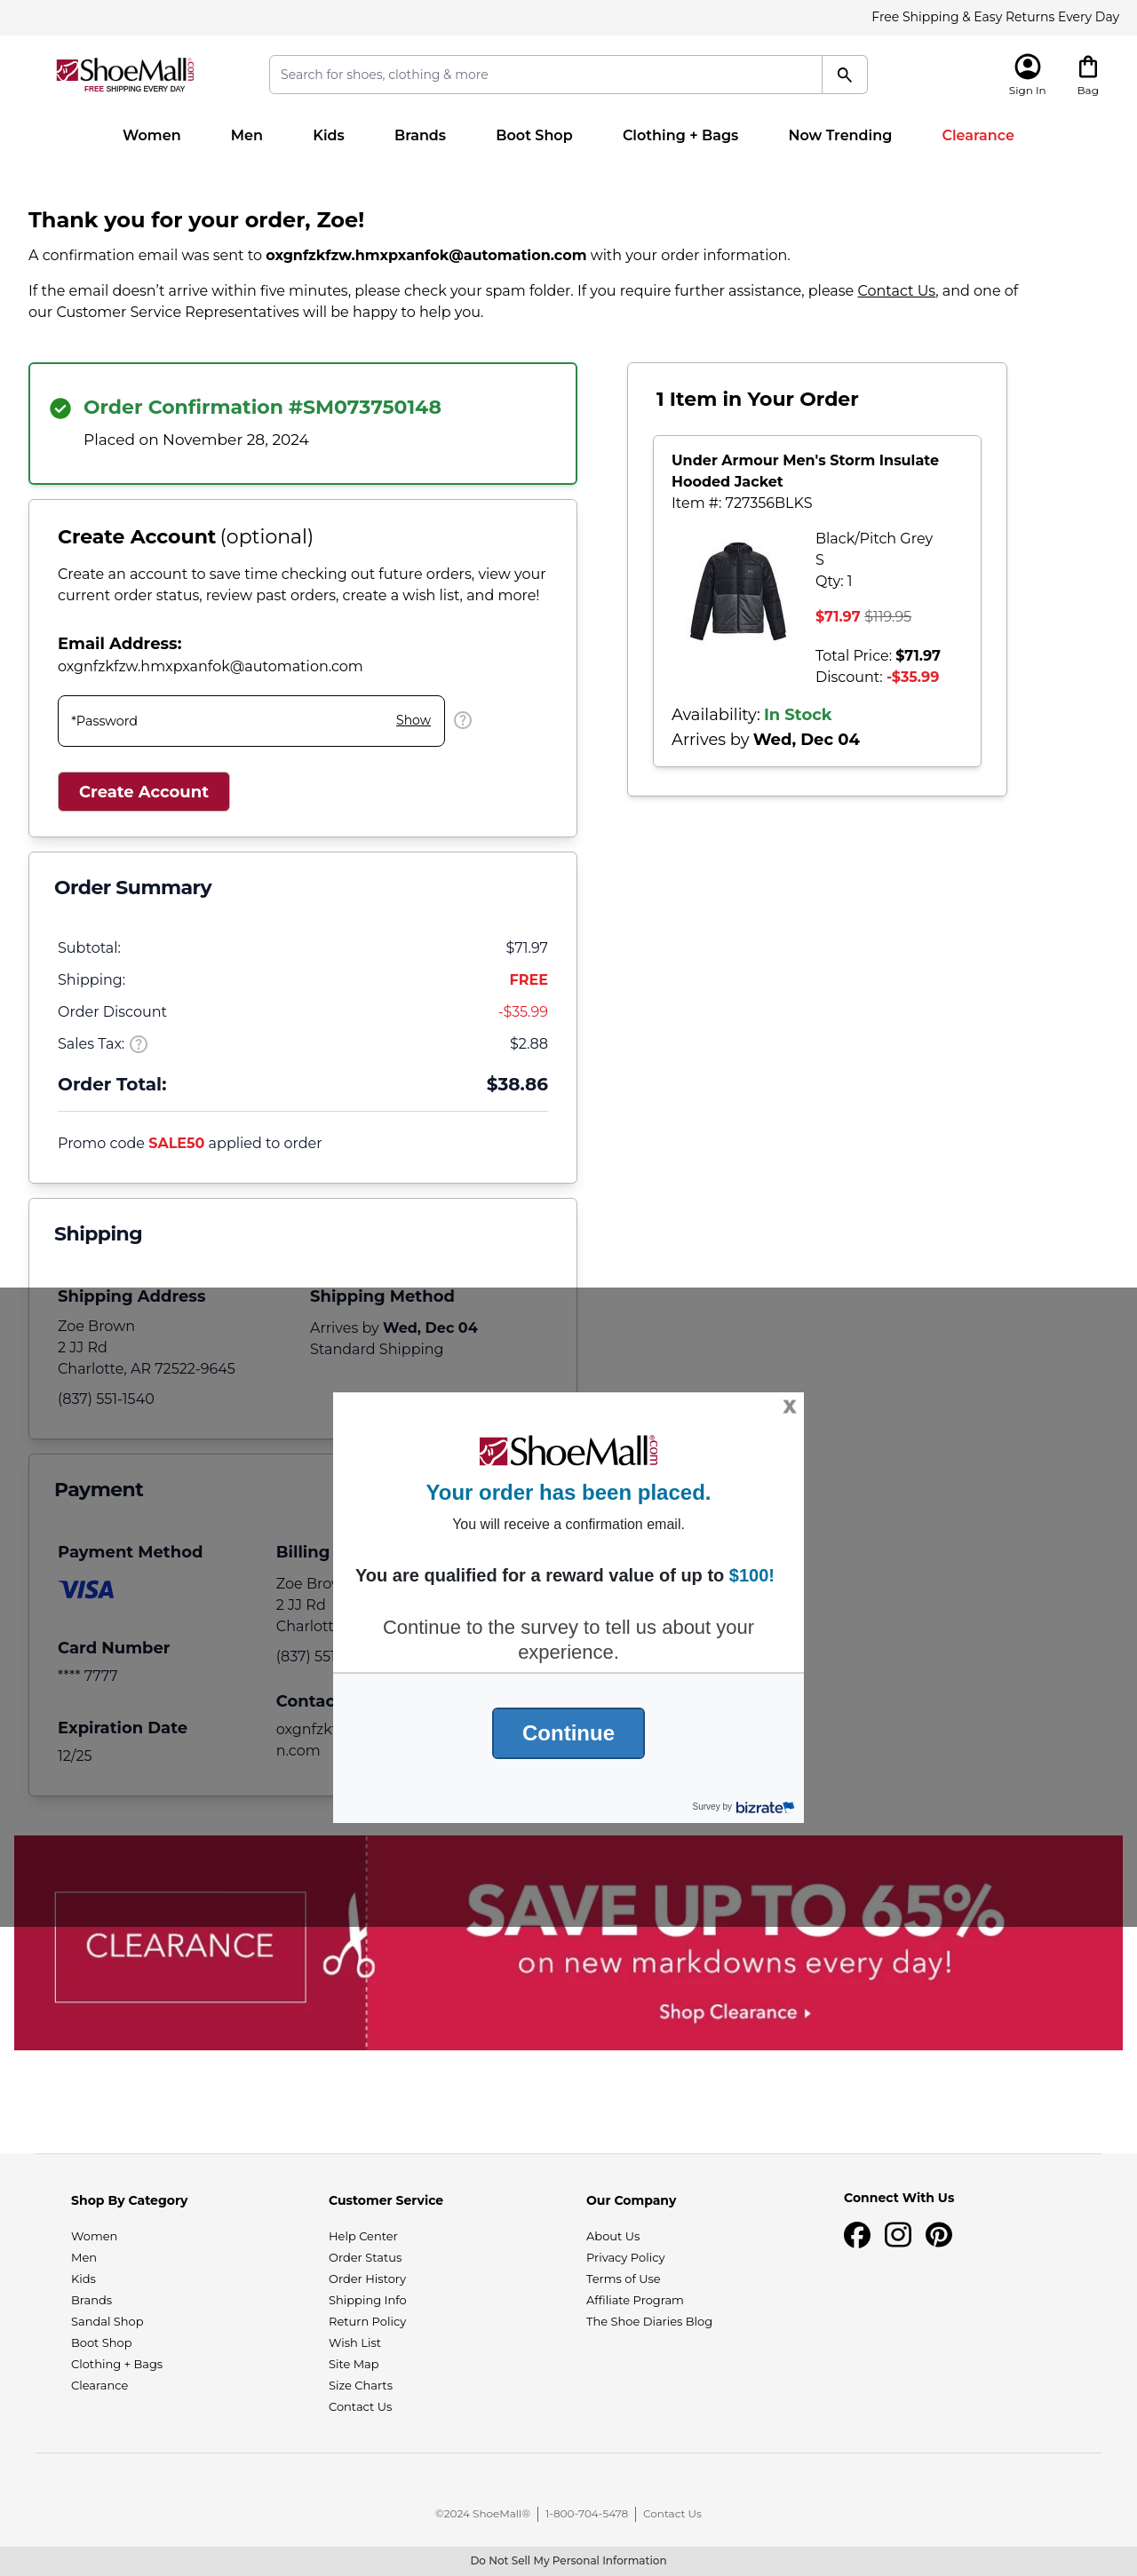 Free Shipping & Easy Returns Every Day
ShoeMall.com
FREE SHIPPING EVERY DAY
Search for shoes, clothing & more
Sign In
Bag
Women Men Kids Brands Boot Shop Clothing + Bags Now Trending Clearance
Thank you for your order, Zoe!
A confirmation email was sent to oxgnfzkfzw.hmxpxanfok@automation.com with your order information.
If the email doesn’t arrive within five minutes, please check your spam folder. If you require further assistance, please Contact Us, and one of
our Customer Service Representatives will be happy to help you.
Order Confirmation #SM073750148
Placed on November 28, 2024
Create Account (optional)
Create an account to save time checking out future orders, view your
current order status, review past orders, create a wish list, and more!
Email Address:
oxgnfzkfzw.hmxpxanfok@automation.com
*Password Show ?
Create Account
Order Summary
Subtotal: $71.97
Shipping: FREE
Order Discount -$35.99
Sales Tax: ? $2.88
Order Total: $38.86
Promo code SALE50 applied to order
1 Item in Your Order
Under Armour Men's Storm Insulate
Hooded Jacket
Item #: 727356BLKS
Black/Pitch Grey
S
Qty: 1
$71.97 $119.95
Total Price: $71.97
Discount: -$35.99
Availability: In Stock
Arrives by Wed, Dec 04
Shipping
Shipping Address
Zoe Brown
2 JJ Rd
Charlotte, AR 72522-9645
(837) 551-1540
Shipping Method
Arrives by Wed, Dec 04
Standard Shipping
Payment
Payment Method
VISA
Card Number
**** 7777
Expiration Date
12/25
Billing
Zoe Brow
2 JJ Rd
Charlott
(837) 551
Contac
oxgnfzk
n.com
X
ShoeMall.com
Your order has been placed.
You will receive a confirmation email.
You are qualified for a reward value of up to $100!
Continue to the survey to tell us about your
experience.
Continue
Survey by bizrate
CLEARANCE
SAVE UP TO 65%
on new markdowns every day!
Shop Clearance
Shop By Category
Women
Men
Kids
Brands
Sandal Shop
Boot Shop
Clothing + Bags
Clearance
Customer Service
Help Center
Order Status
Order History
Shipping Info
Return Policy
Wish List
Site Map
Size Charts
Contact Us
Our Company
About Us
Privacy Policy
Terms of Use
Affiliate Program
The Shoe Diaries Blog
Connect With Us
©2024 ShoeMall® | 1-800-704-5478 | Contact Us
Do Not Sell My Personal Information